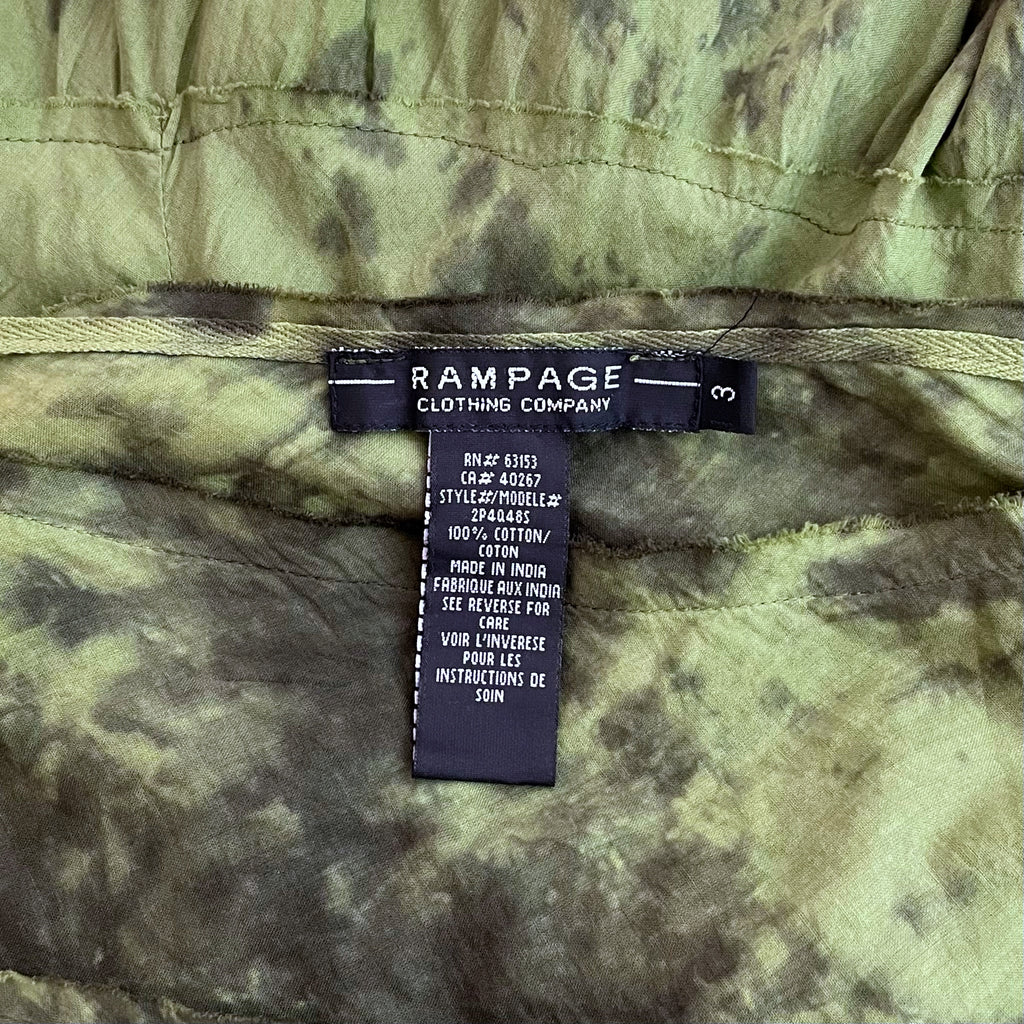 RAMPAGE
CLOTHING COMPANY
3
RN# 63153
CA# 40267
STYLE#/MODELE#
2P4Q48S
100% COTTON/
COTON
MADE IN INDIA
FABRIQUE AUX INDIA
SEE REVERSE FOR
CARE
VOIR L'INVERESE
POUR LES
INSTRUCTIONS DE
SOIN